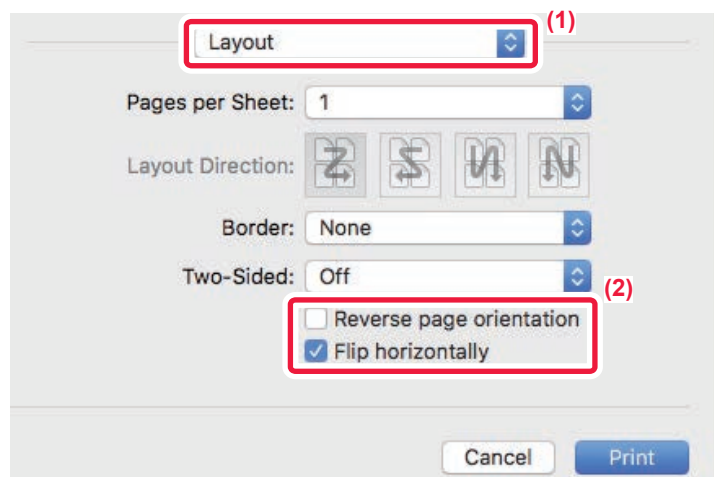 (1)
Layout
Pages per Sheet: 1
Layout Direction:
Border: None
Two-Sided: Off
(2)
Reverse page orientation
Flip horizontally
Cancel Print